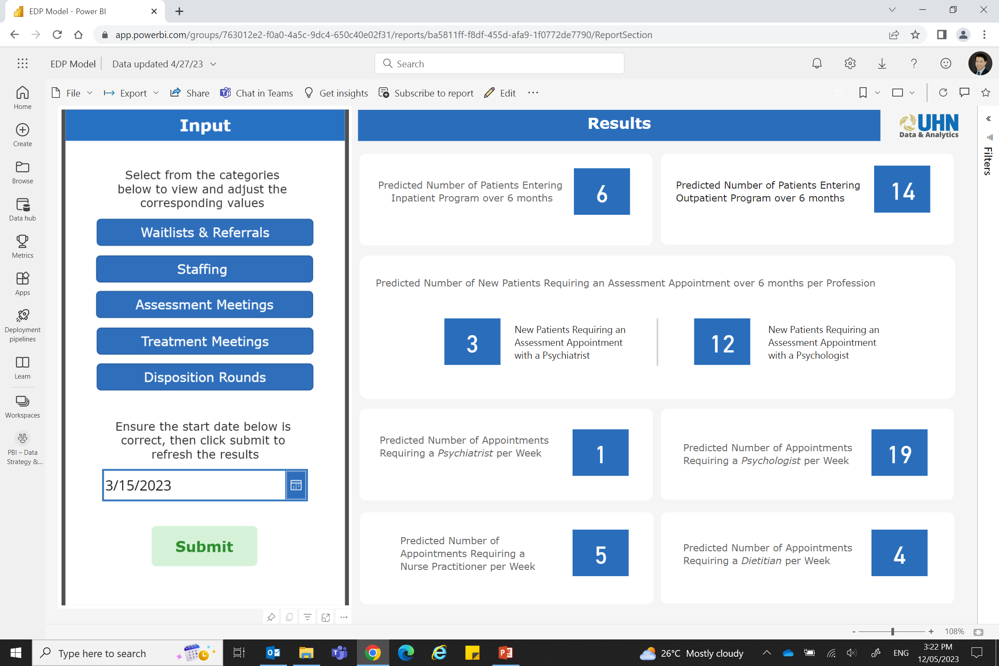 EDP Model - Power BI
app.powerbi.com/groups/763012e2-f0a0-4a5c-9dc4-650c40e02f31/reports/ba5811ff-f8df-455d-afa9-1f0772de7790/ReportSection
EDP Model
Data updated 4/27/23
Search
File
Export
Share
Chat in Teams
Get insights
Subscribe to report
Edit
Home
Create
Browse
Data hub
Metrics
Apps
Deployment
pipelines
Learn
Workspaces
PBI – Data
Strategy &...
Input
Select from the categories
below to view and adjust the
corresponding values
Waitlists & Referrals
Staffing
Assessment Meetings
Treatment Meetings
Disposition Rounds
Ensure the start date below is
correct, then click submit to
refresh the results
3/15/2023
Submit
Results
UHN
Data & Analytics
Filters
Predicted Number of Patients Entering
Inpatient Program over 6 months
6
Predicted Number of Patients Entering
Outpatient Program over 6 months
14
Predicted Number of New Patients Requiring an Assessment Appointment over 6 months per Profession
3
New Patients Requiring an
Assessment Appointment
with a Psychiatrist
12
New Patients Requiring an
Assessment Appointment
with a Psychologist
Predicted Number of Appointments
Requiring a Psychiatrist per Week
1
Predicted Number of Appointments
Requiring a Psychologist per Week
19
Predicted Number of
Appointments Requiring a
Nurse Practitioner per Week
5
Predicted Number of Appointments
Requiring a Dietitian per Week
4
- + 108%
Type here to search
26°C Mostly cloudy
ENG
3:22 PM
12/05/2023